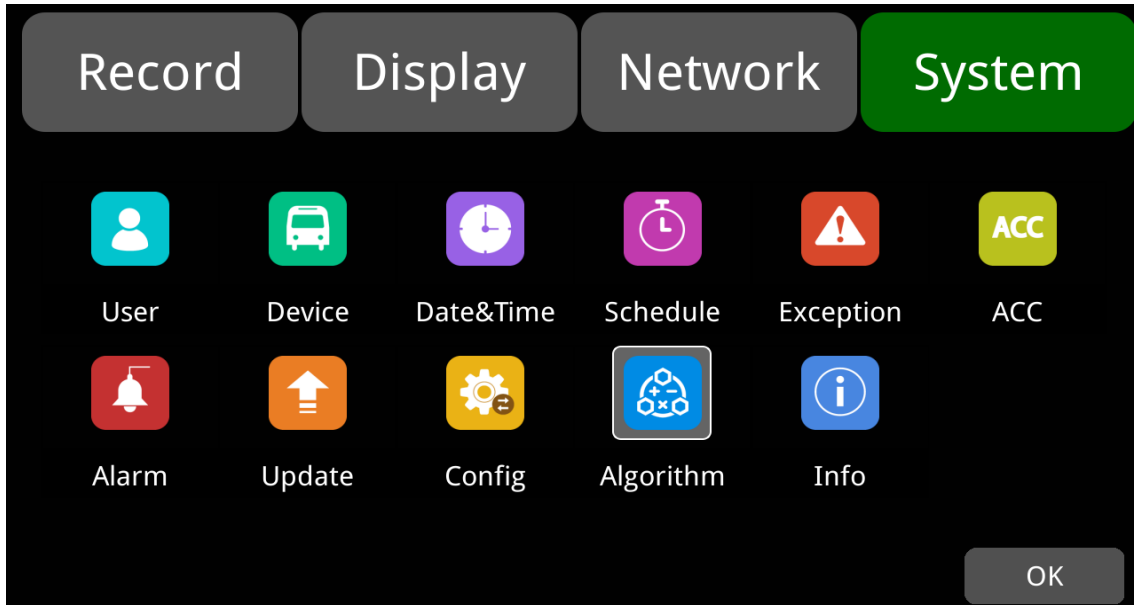 Record Display Network System
ACC
User Device Date&Time Schedule Exception ACC
Alarm Update Config Algorithm Info
OK